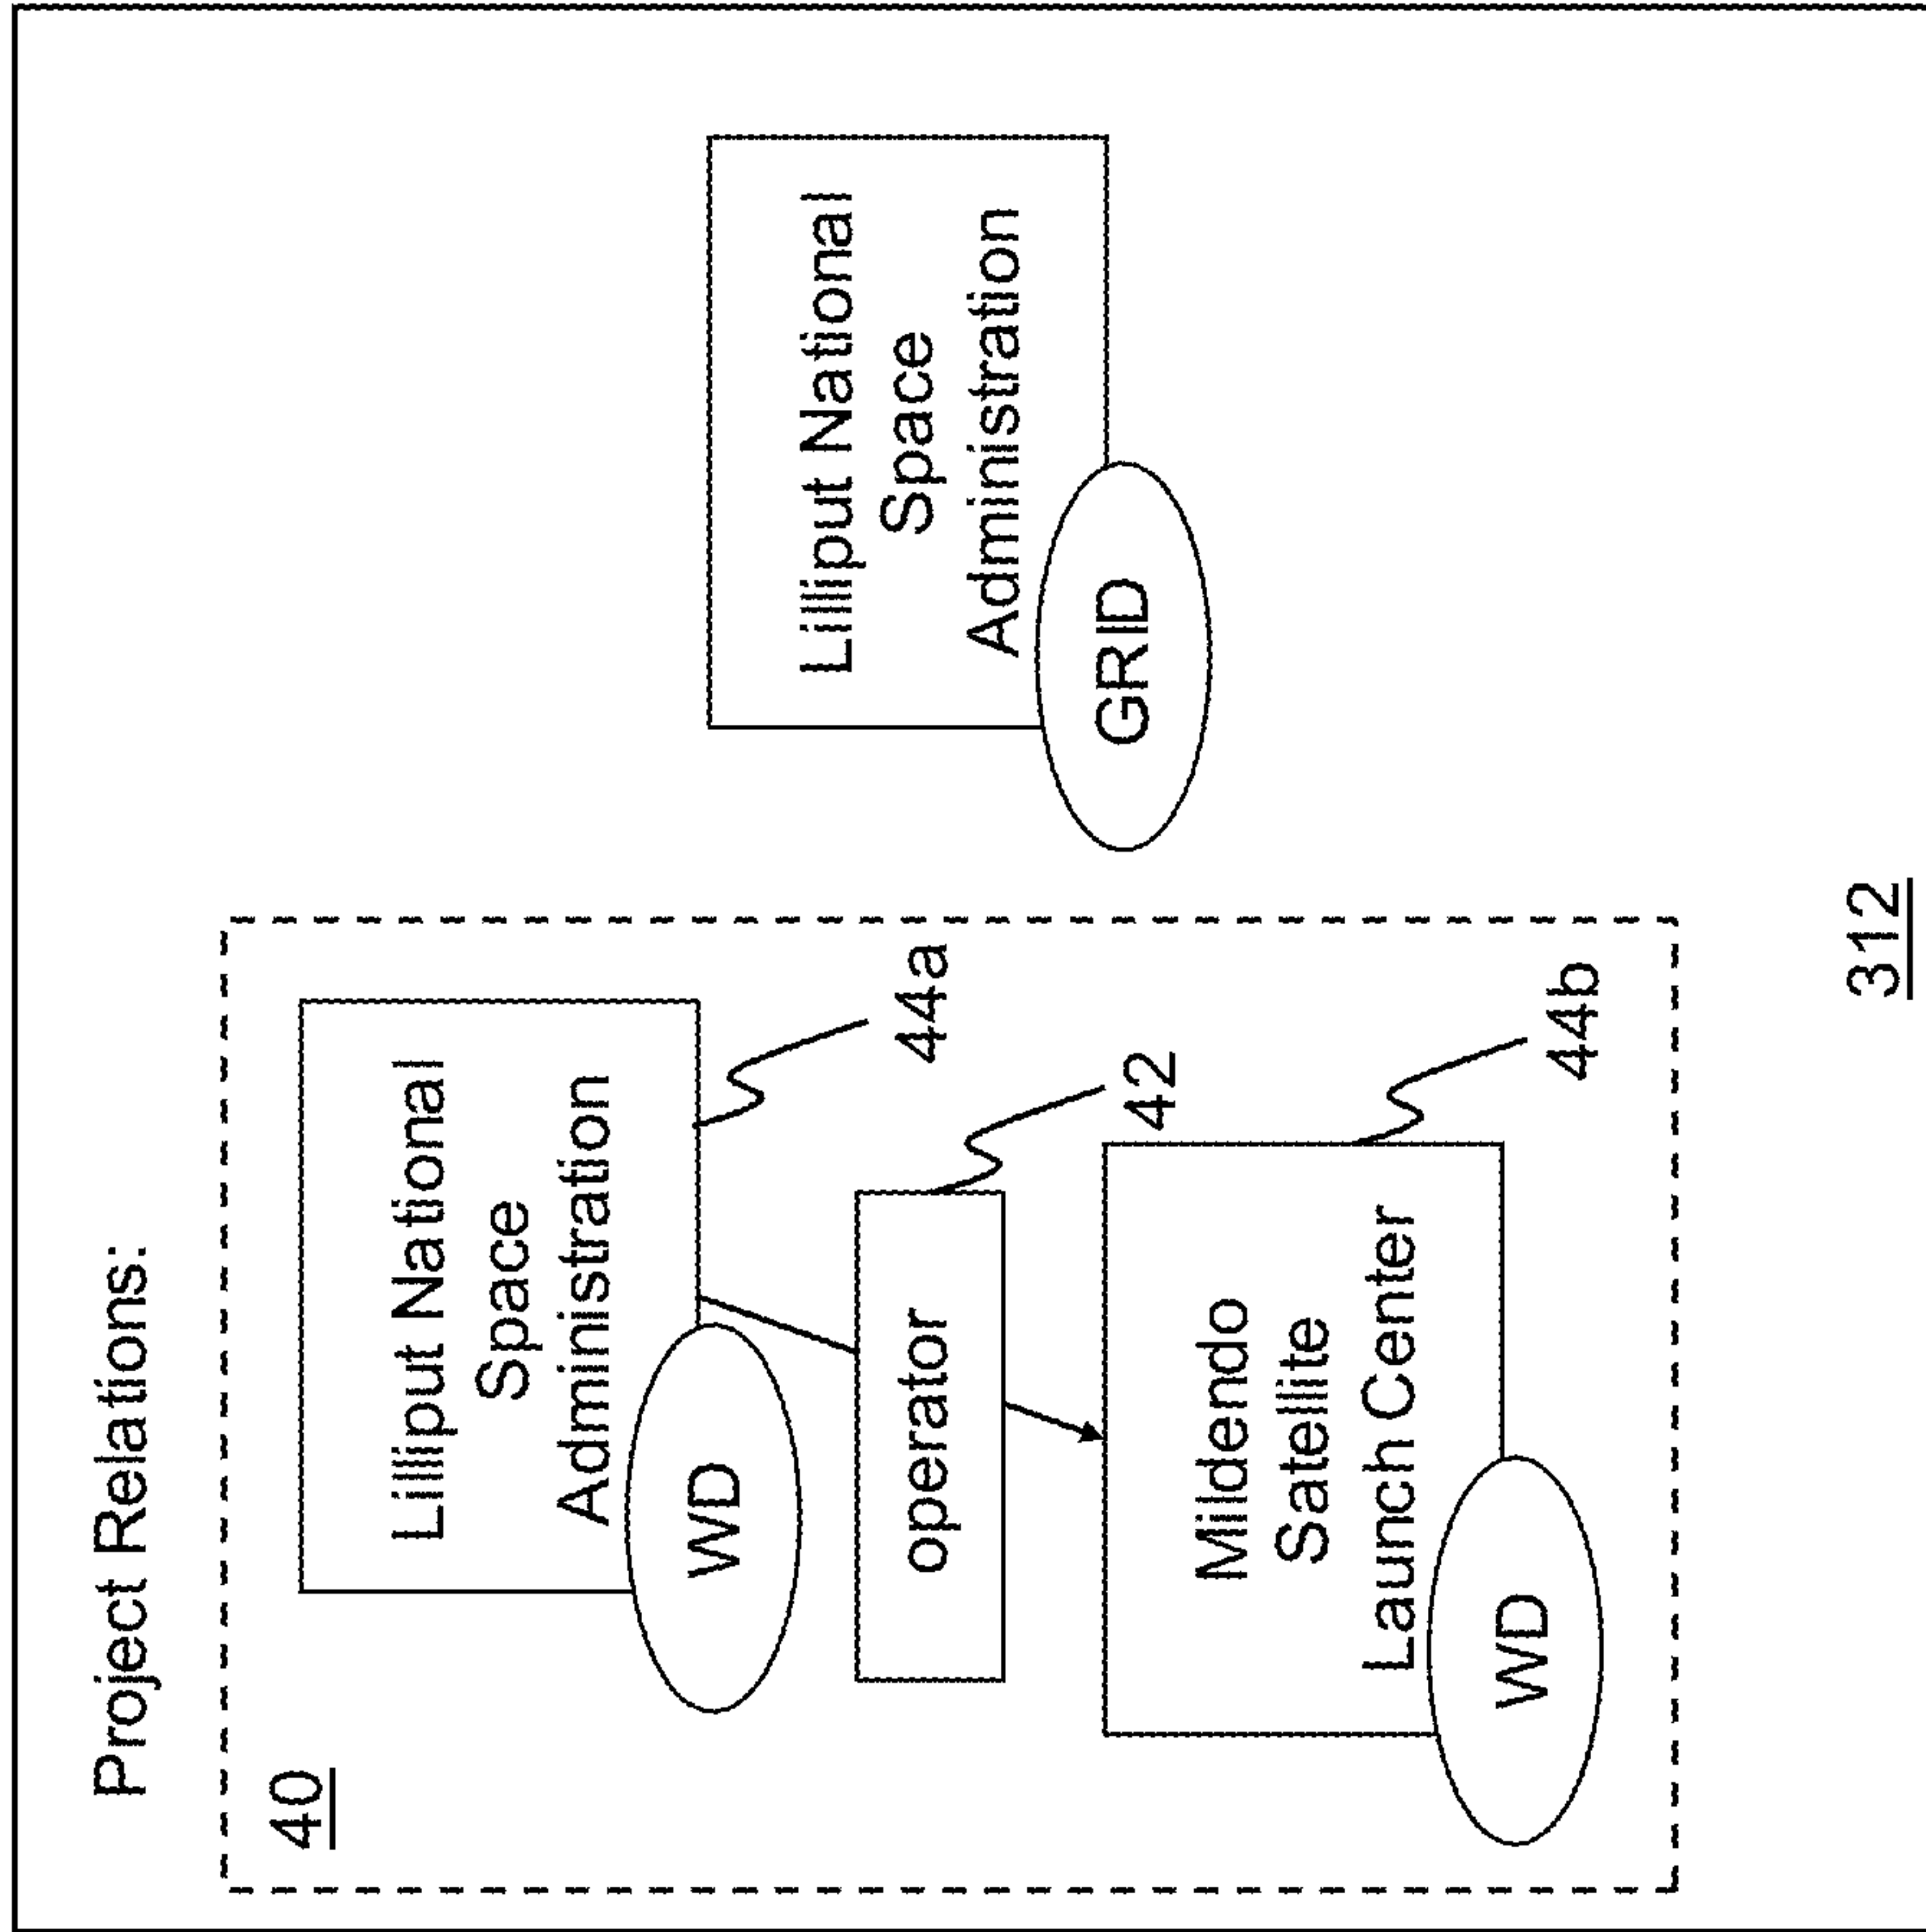 Project Relations:
40
Lilliput National
Space
Administration
WD
44a
operator
42
Mildendo
Satellite
Launch Center
WD
44b
Lilliput National
Space
Administration
GRID
312